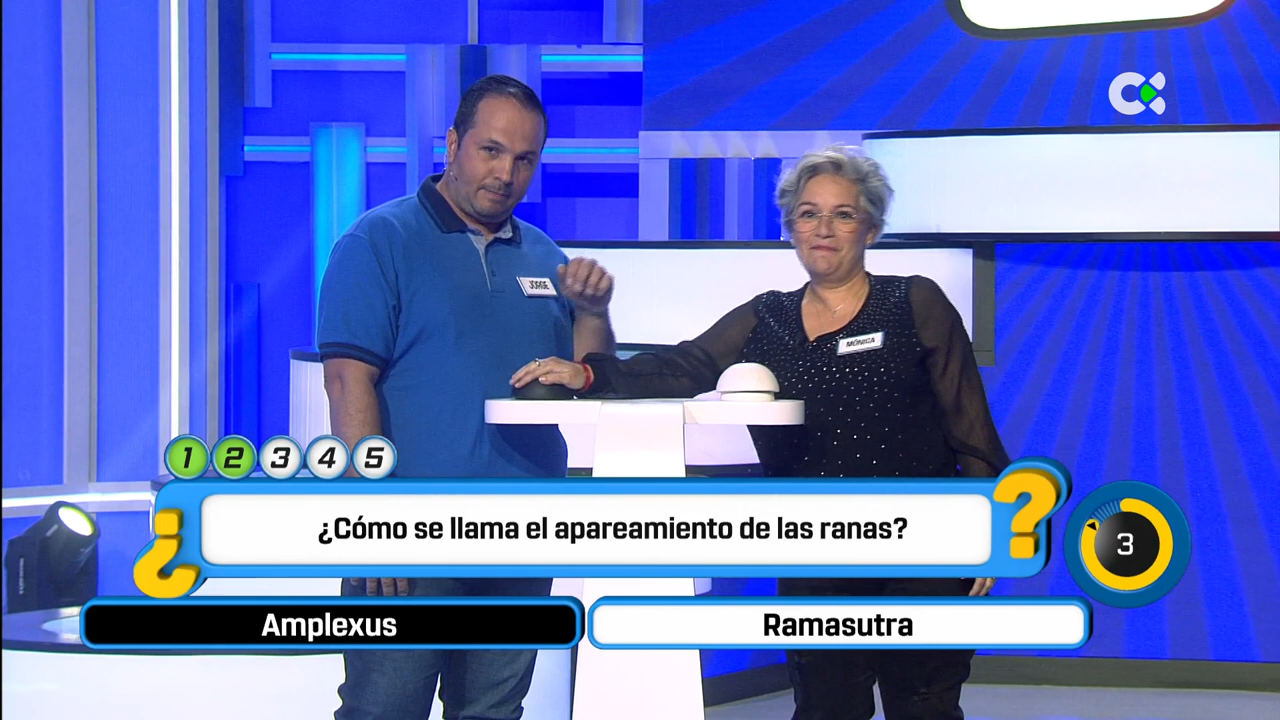 JORGE
MÓNICA
1 2 3 4 5
¿Cómo se llama el apareamiento de las ranas?
3
Amplexus
Ramasutra